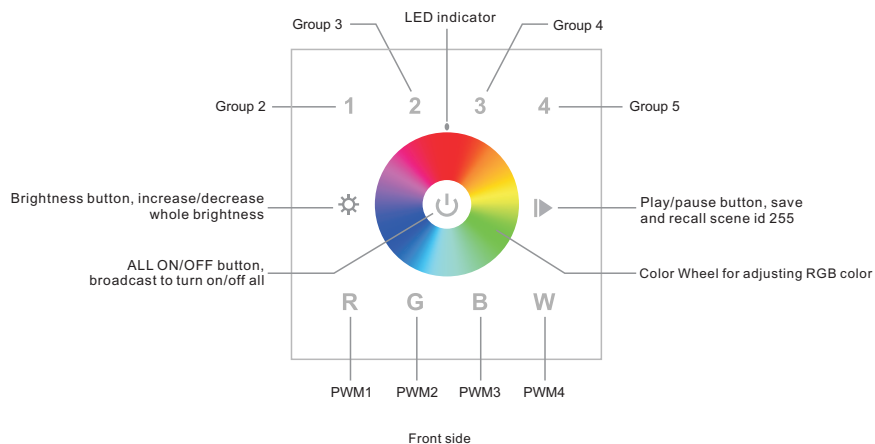 LED indicator
Group 3
Group 4
Group 2
1
2
3
4
Group 5
Brightness button, increase/decrease
whole brightness
Play/pause button, save
and recall scene id 255
ALL ON/OFF button,
broadcast to turn on/off all
Color Wheel for adjusting RGB color
R
G
B
W
PWM1
PWM2
PWM3
PWM4
Front side